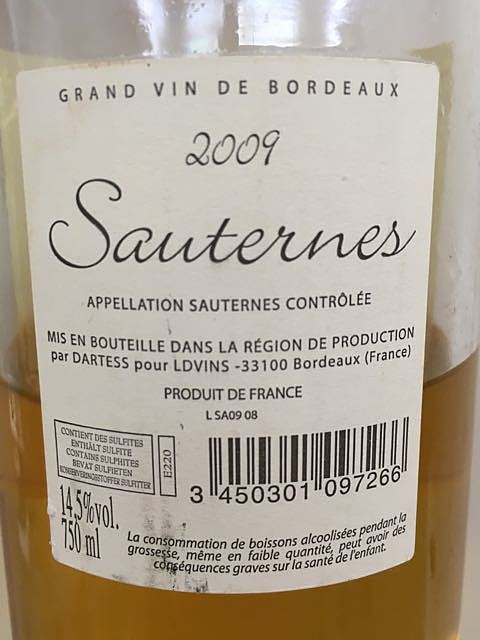 GRAND VIN DE BORDEAUX
2009
Sauternes
APPELLATION SAUTERNES CONTRÔLÉE
MIS EN BOUTEILLE DANS LA RÉGION DE PRODUCTION
par DARTESS pour LDVINS -33100 Bordeaux (France)
PRODUIT DE FRANCE
L SA09 08
CONTIENT DES SULFITES
ENTHÄLT SULFITE
CONTAINS SULPHITES
BEVAT SULFIETEN
KONSERVERINGSTOFFER SULFITTER
E220
3 450301 097266
14,5%vol.
750 ml
La consommation de boissons alcoolisées pendant la
grossesse, même en faible quantité, peut avoir des
conséquences graves sur la santé de l'enfant.